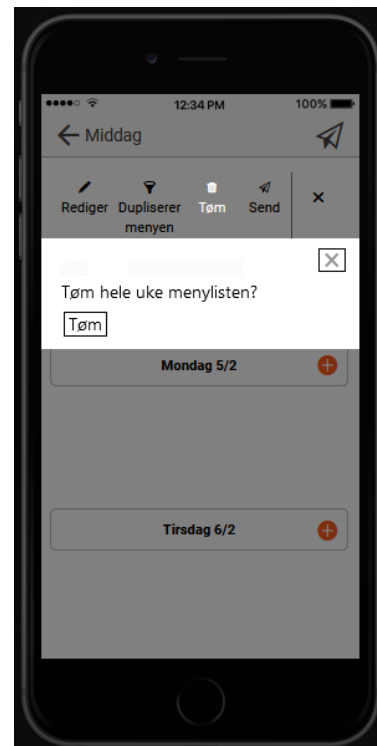 12:34 PM 100%
Middag
Rediger Dupliserer Tøm Send
menyen
Tøm hele uke menylisten?
Tøm
Mondag 5/2
Tirsdag 6/2